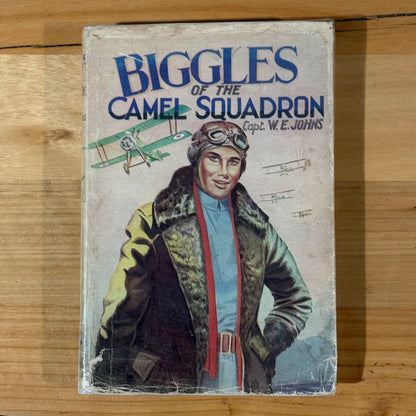 BIGGLES
OF THE
CAMEL SQUADRON
Capt. W. E. JOHNS